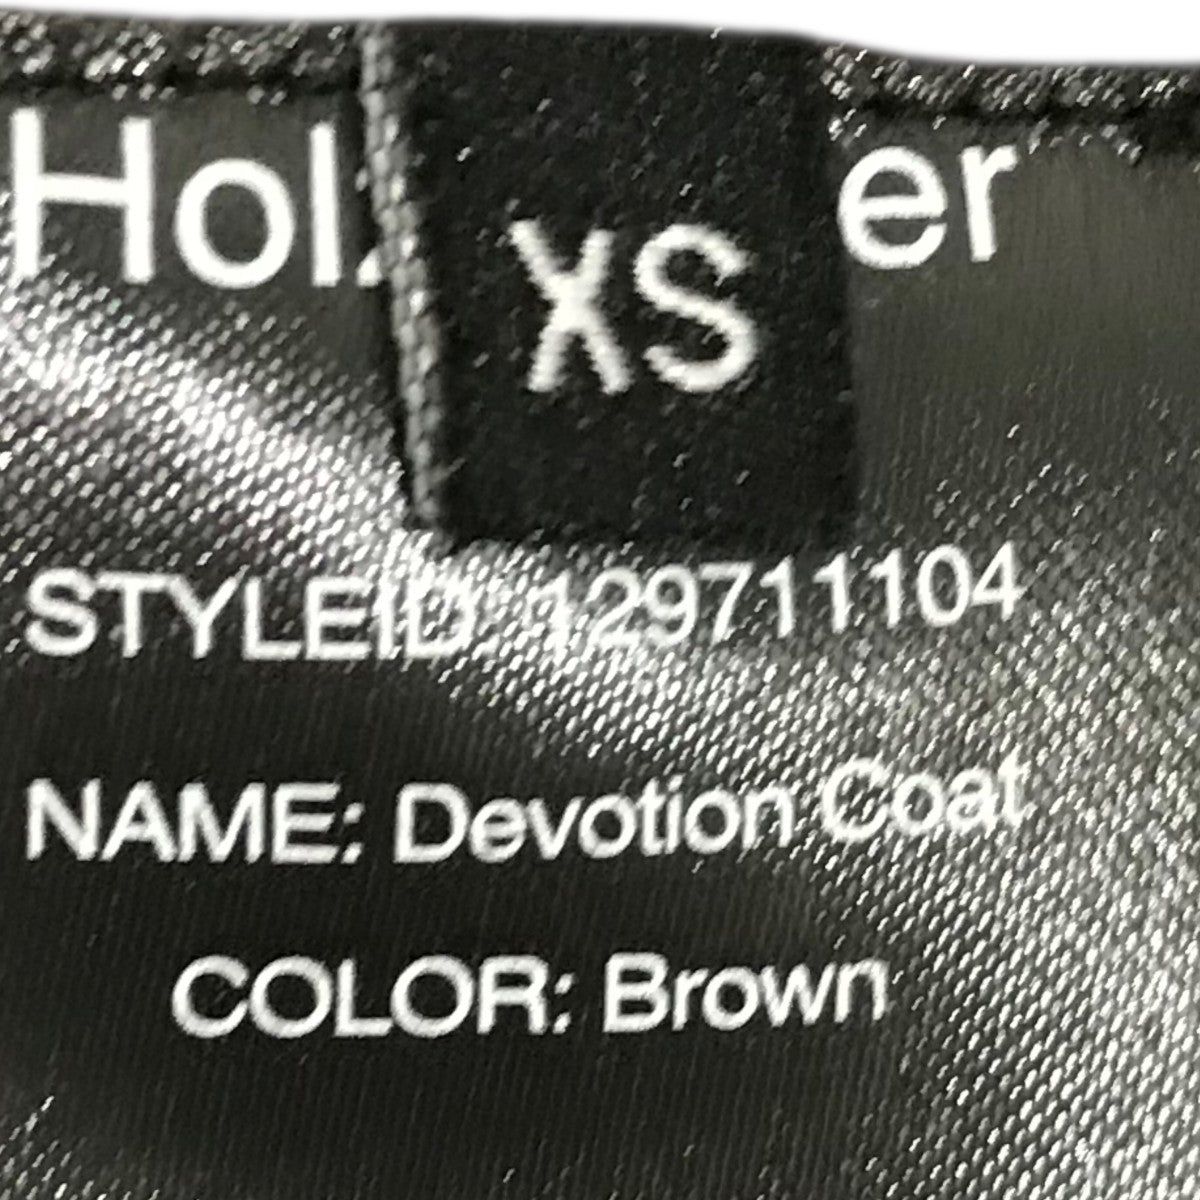 Hol er
XS
STYLEID: 129711104
NAME: Devotion Coat
COLOR: Brown